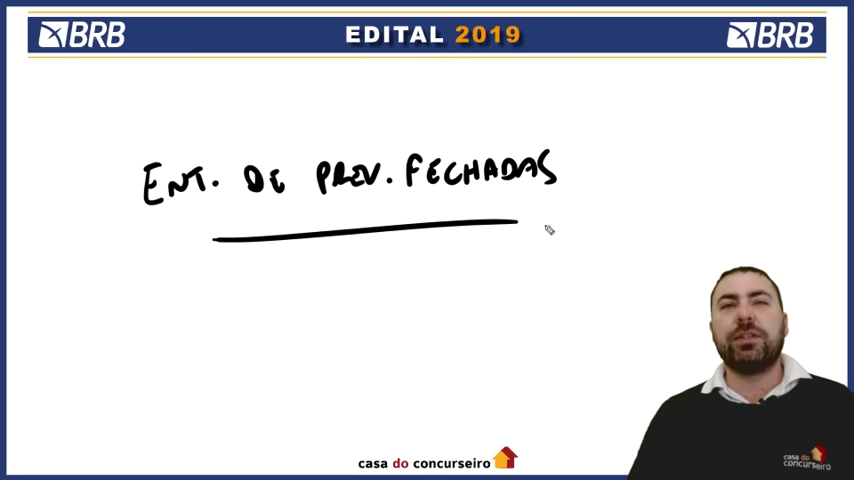 BRB EDITAL 2019 BRB
ENT. DE PREV. FECHADAS
casa do concurseiro
casa do
concurseiro